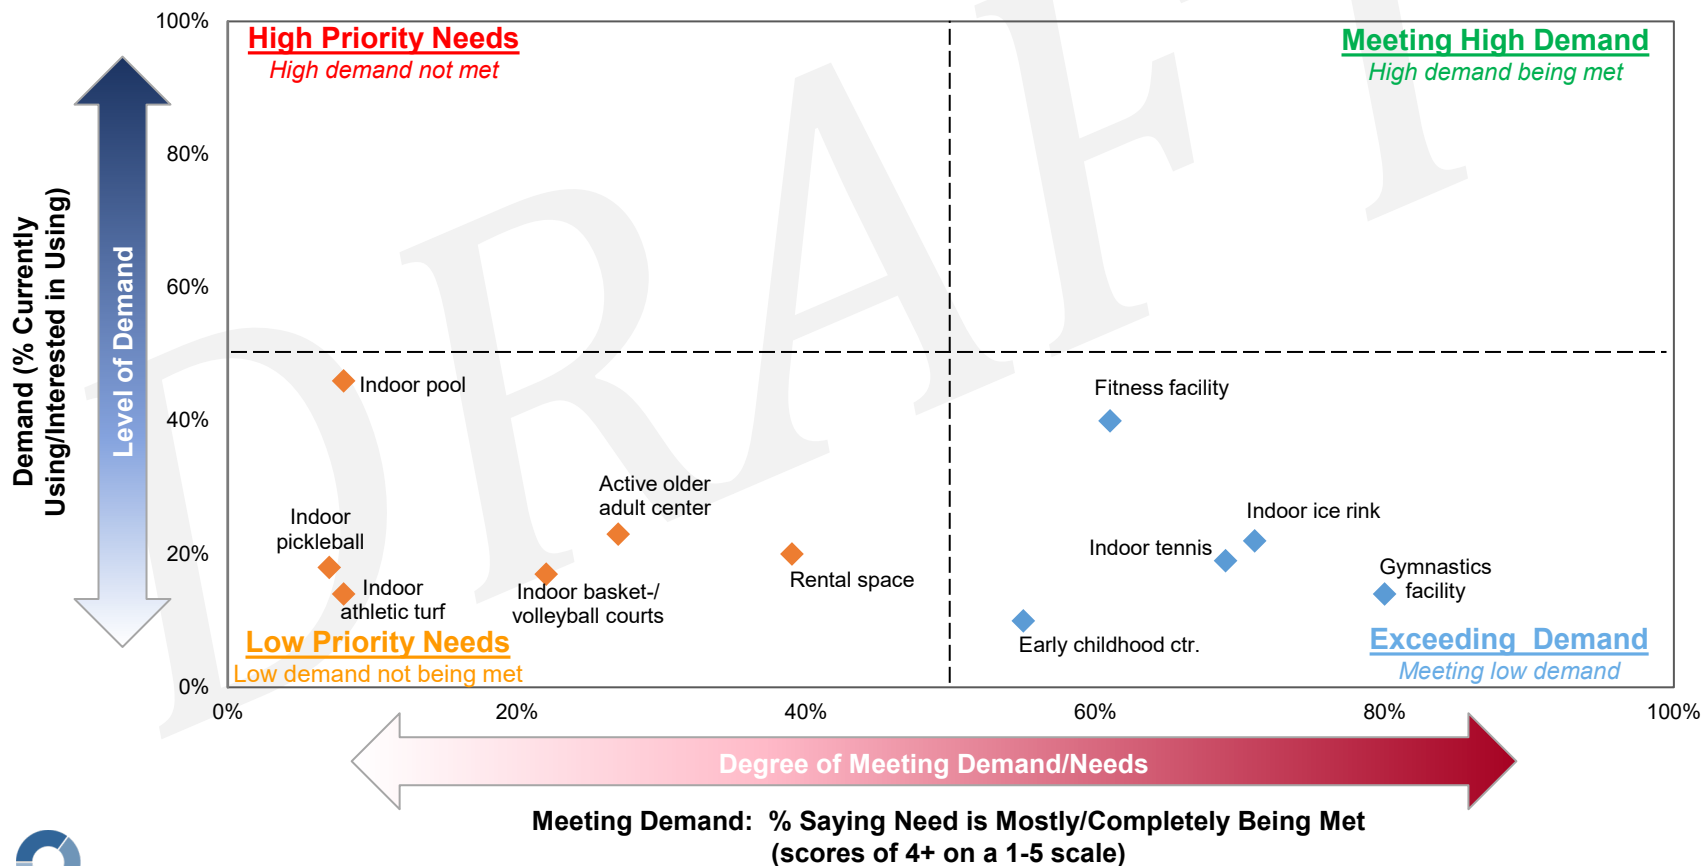 100%
High Priority Needs
High demand not met
Meeting High Demand
High demand being met
80%
60%
40%
20%
0%
Demand (% Currently
Using/Interested in Using)
Level of Demand
DRAFT
Indoor pool
Fitness facility
Active older
adult center
Indoor
pickleball
Indoor ice rink
Indoor tennis
Rental space
Gymnastics
facility
Indoor
athletic turf
Indoor basket-/
volleyball courts
Early childhood ctr.
Low Priority Needs
Low demand not being met
Exceeding  Demand
Meeting low demand
0%
20%
40%
60%
80%
100%
Degree of Meeting Demand/Needs
Meeting Demand:  % Saying Need is Mostly/Completely Being Met
(scores of 4+ on a 1-5 scale)